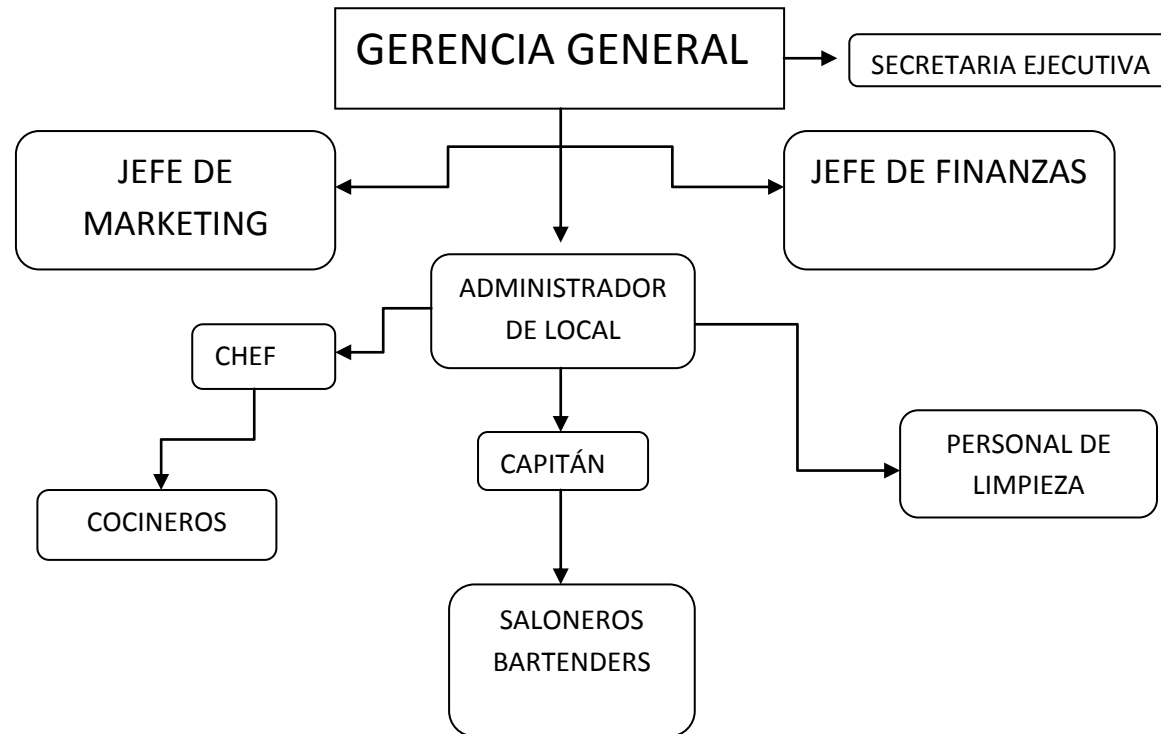 GERENCIA GENERAL
SECRETARIA EJECUTIVA
JEFE DE
MARKETING
JEFE DE FINANZAS
ADMINISTRADOR
DE LOCAL
CHEF
CAPITÁN
PERSONAL DE
LIMPIEZA
COCINEROS
SALONEROS
BARTENDERS